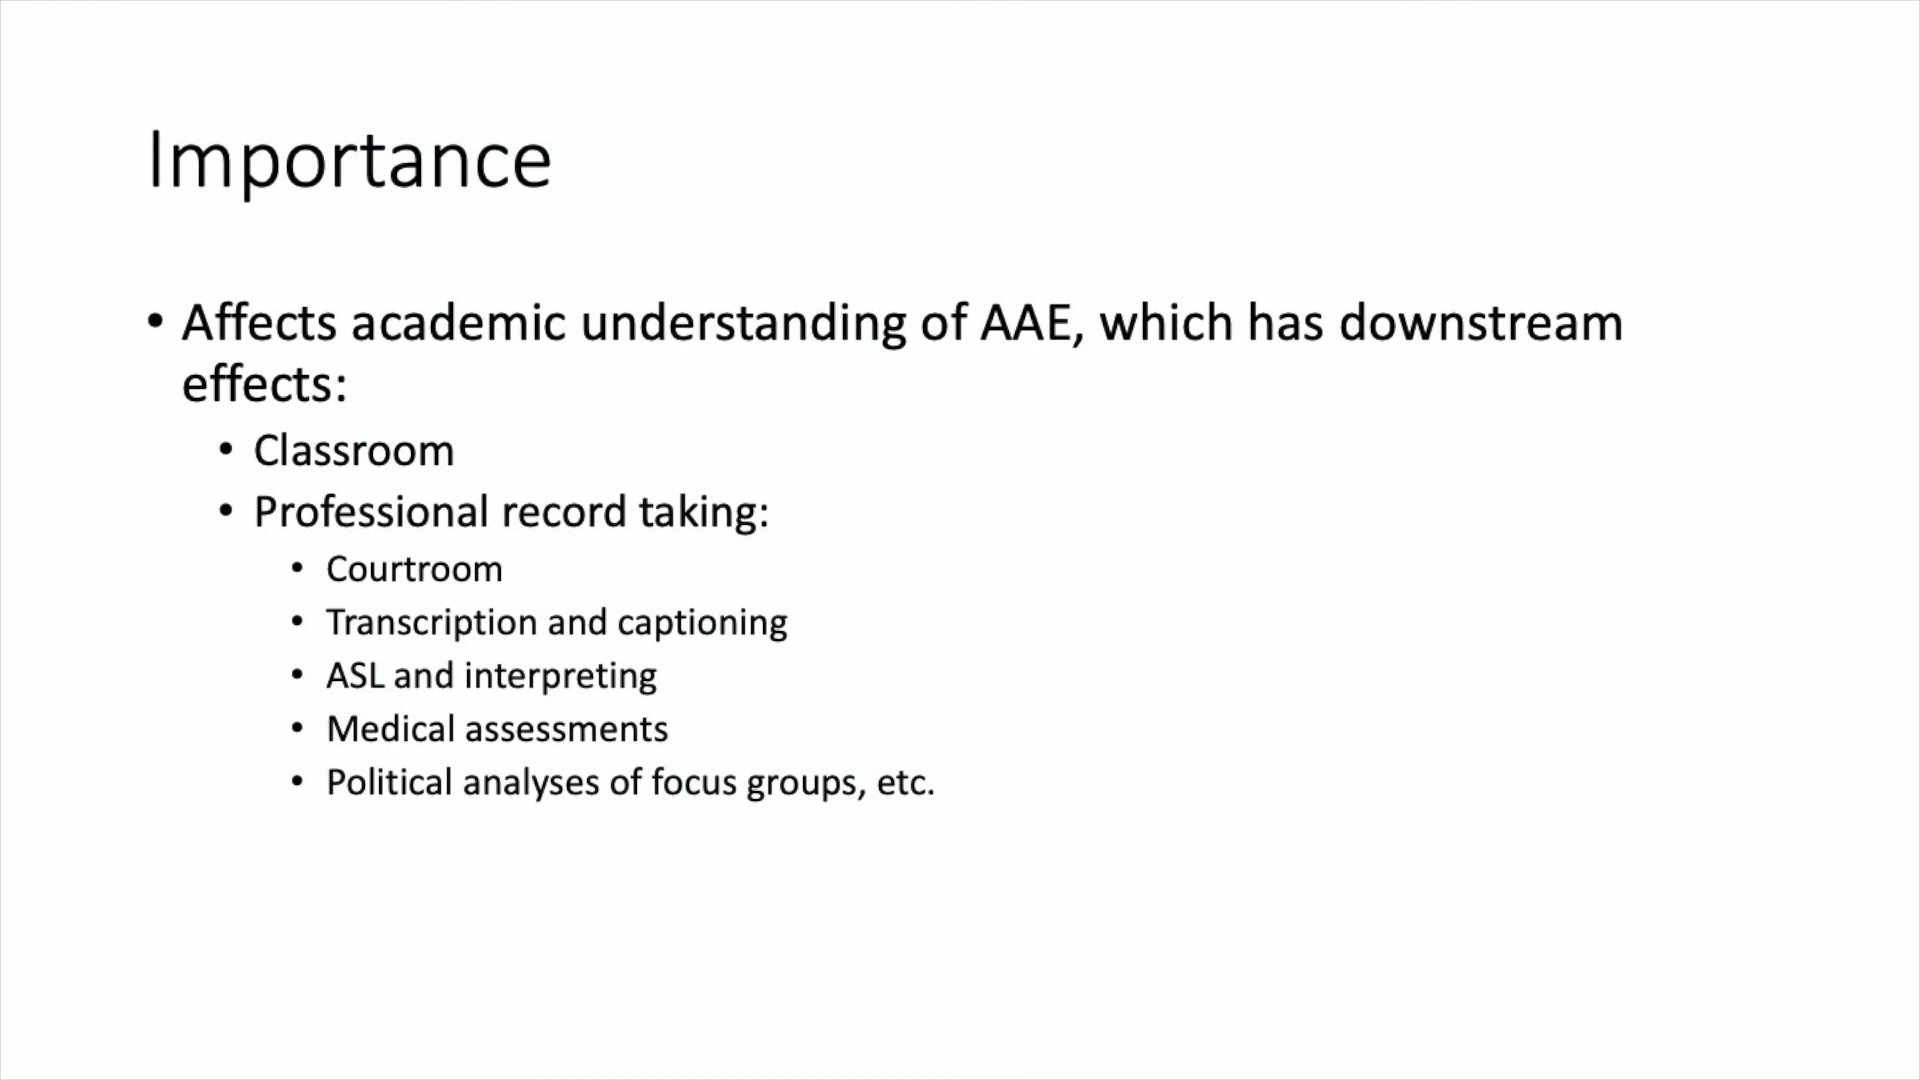 Importance
• Affects academic understanding of AAE, which has downstream
effects:
• Classroom
• Professional record taking:
• Courtroom
• Transcription and captioning
• ASL and interpreting
• Medical assessments
• Political analyses of focus groups, etc.